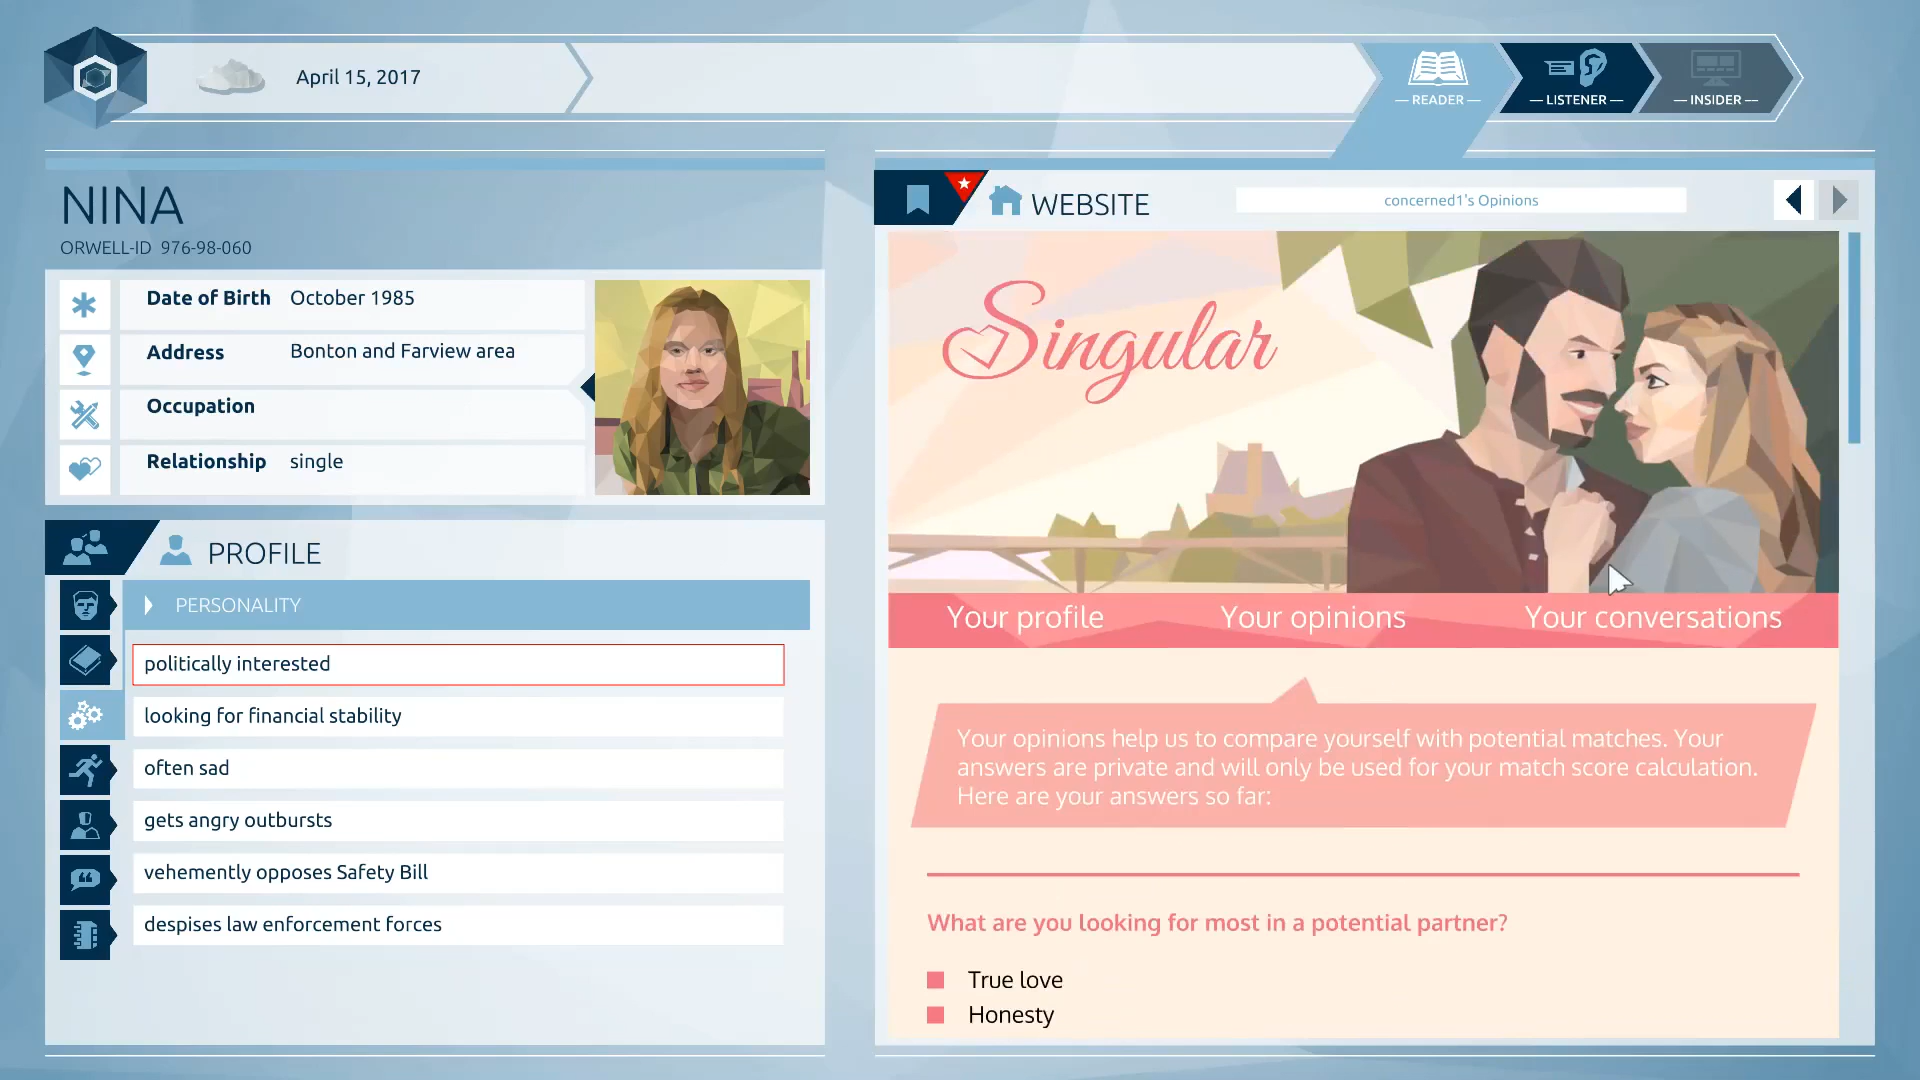 April 15, 2017
READER
LISTENER
INSIDER
NINA
ORWELL-ID 976-98-060
Date of Birth October 1985
Address Bonton and Farview area
Occupation
Relationship single
PROFILE
PERSONALITY
politically interested
looking for financial stability
often sad
gets angry outbursts
vehemently opposes Safety Bill
despises law enforcement forces
WEBSITE
concerned1's Opinions
Singular
Your profile
Your opinions
Your conversations
Your opinions help us to compare yourself with potential matches. Your
answers are private and will only be used for your match score calculation.
Here are your answers so far:
What are you looking for most in a potential partner?
True love
Honesty